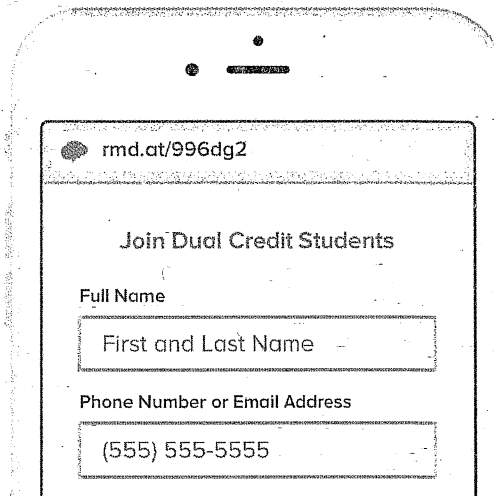 rmd.at/996dg2
Join Dual Credit Students
Full Name
First and Last Name
Phone Number or Email Address
(555) 555-5555